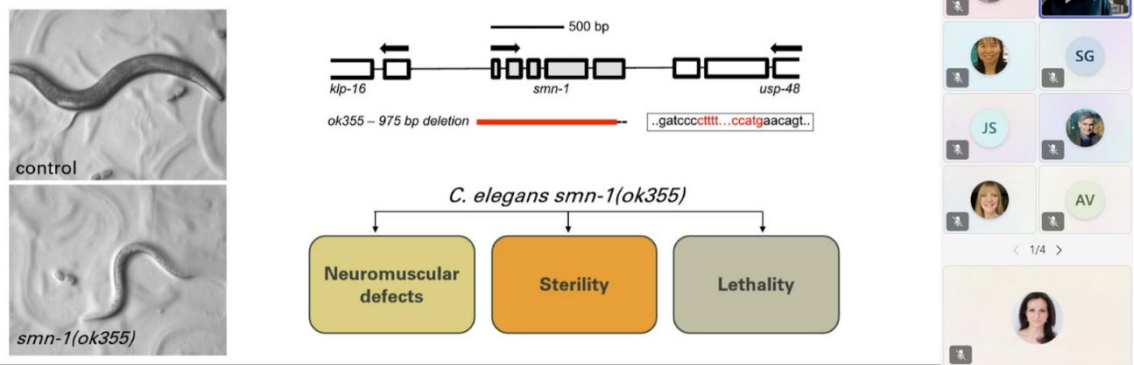 control
smn-1(ok355)
500 bp
klp-16
smn-1
usp-48
ok355 – 975 bp deletion
..gatcccctttt...ccatgaacagt..
C. elegans smn-1(ok355)
Neuromuscular
defects
Sterility
Lethality
SG
JS
AV
1/4